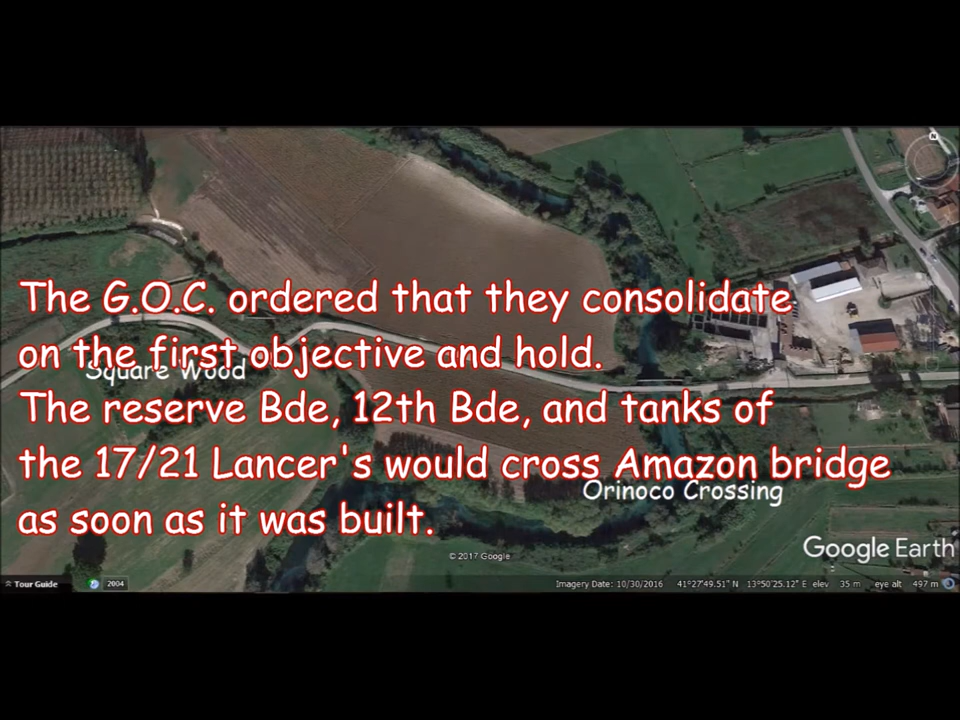 The G.O.C. ordered that they consolidate
on the first objective and hold.
Square Wood
The reserve Bde, 12th Bde, and tanks of
the 17/21 Lancer's would cross Amazon bridge
Orinoco Crossing
as soon as it was built.
© 2017 Google
Google Earth
Tour Guide
2004
Imagery Date: 10/30/2016 41°27'49.51" N 13°50'25.12" E elev 35 m eye alt 497 m
N